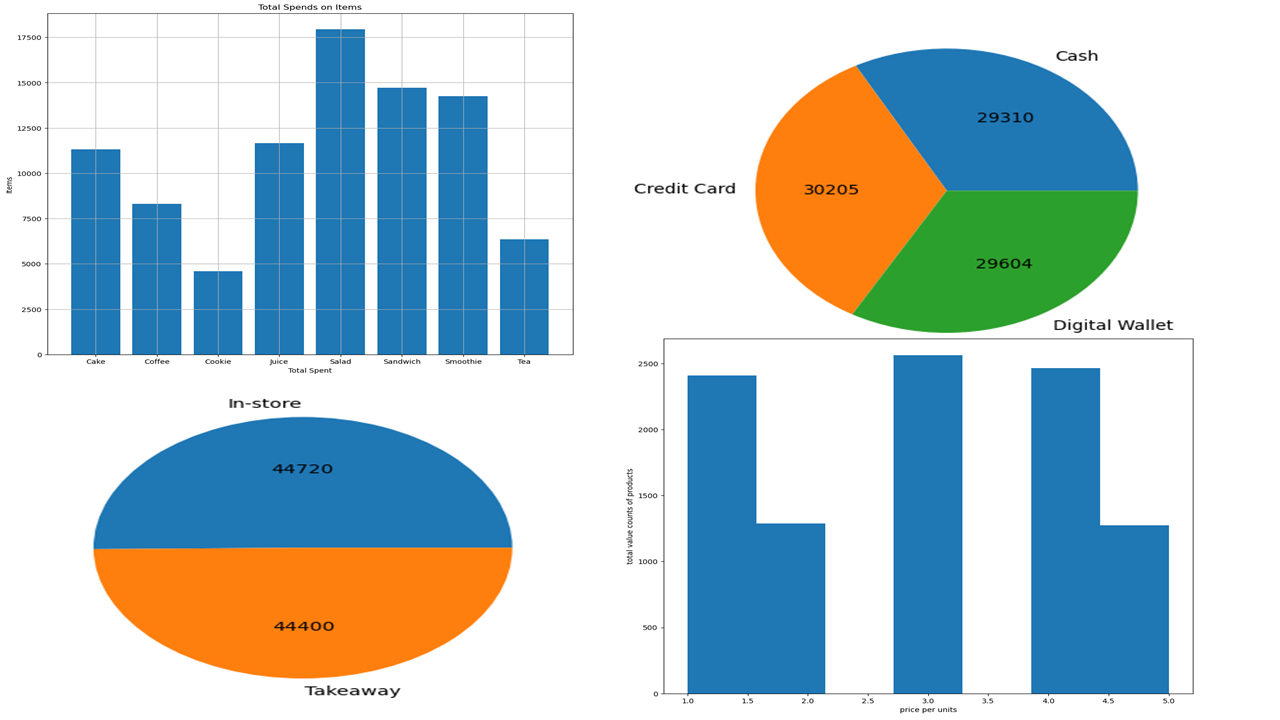 Total Spends on Items
Items
17500
15000
12500
10000
7500
5000
2500
0
Cake Coffee Cookie Juice Salad Sandwich Smoothie Tea
Total Spent
Cash
29310
Credit Card
30205
29604
Digital Wallet
In-store
44720
44400
Takeaway
total value counts of products
2500
2000
1500
1000
500
0
1.0 1.5 2.0 2.5 3.0 3.5 4.0 4.5 5.0
price per units